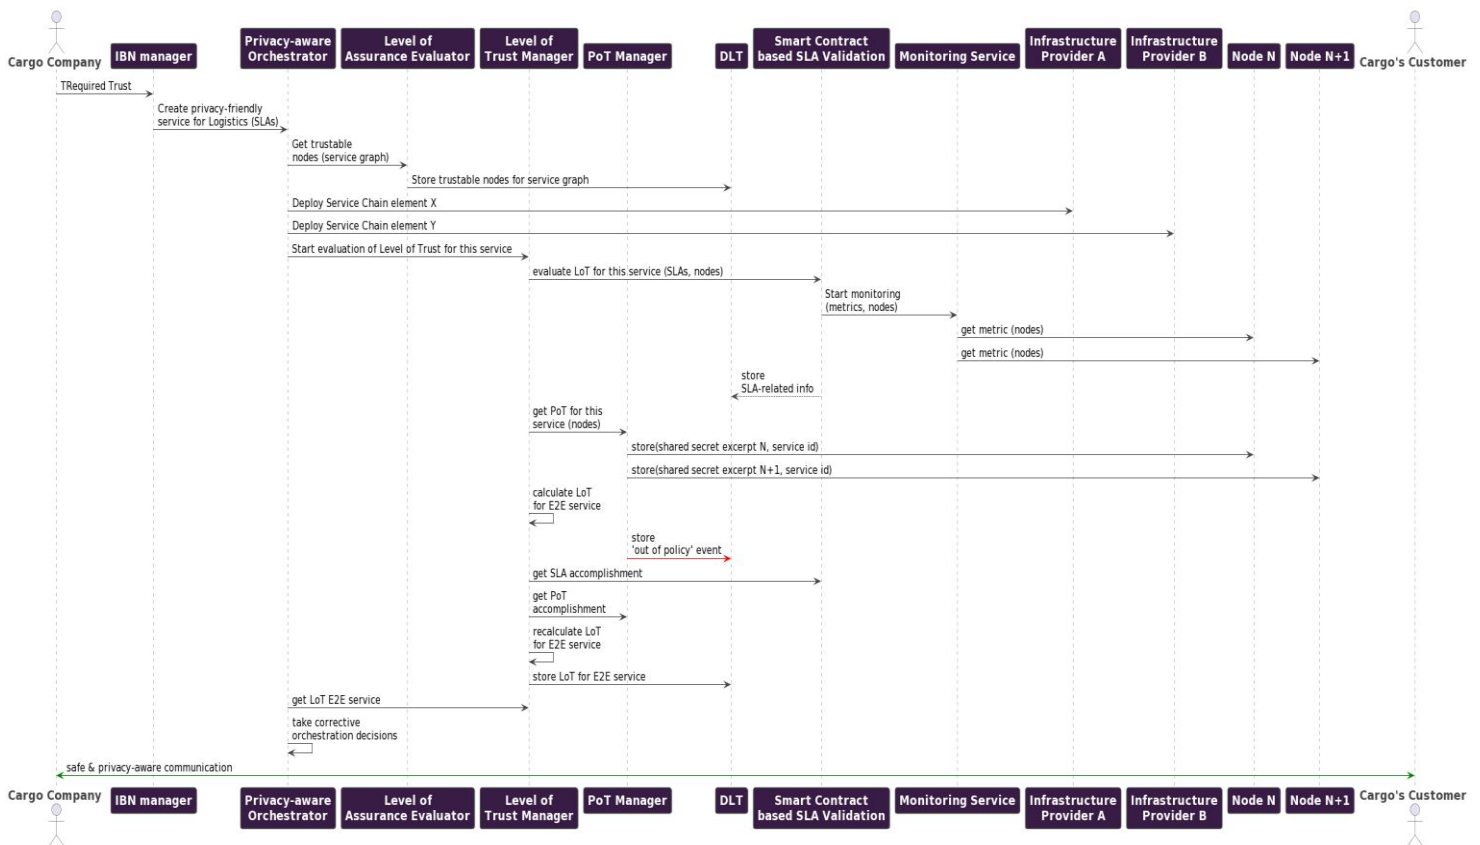 Cargo Company
IBN manager
Privacy-aware
Orchestrator
Level of
Assurance Evaluator
Level of
Trust Manager
PoT Manager
DLT
Smart Contract
based SLA Validation
Monitoring Service
Infrastructure
Provider A
Infrastructure
Provider B
Node N
Node N+1
Cargo's Customer
TRequired Trust
Create privacy-friendly
service for Logistics (SLAs)
Get trustable
nodes (service graph)
Store trustable nodes for service graph
Deploy Service Chain element X
Deploy Service Chain element Y
Start evaluation of Level of Trust for this service
evaluate LoT for this service (SLAs, nodes)
Start monitoring
(metrics, nodes)
get metric (nodes)
get metric (nodes)
store
SLA-related info
get PoT for this
service (nodes)
store(shared secret excerpt N, service id)
store(shared secret excerpt N+1, service id)
calculate LoT
for E2E service
store
'out of policy' event
get SLA accomplishment
get PoT
accomplishment
recalculate LoT
for E2E service
store LoT for E2E service
get LoT E2E service
take corrective
orchestration decisions
safe & privacy-aware communication
Cargo Company
IBN manager
Privacy-aware
Orchestrator
Level of
Assurance Evaluator
Level of
Trust Manager
PoT Manager
DLT
Smart Contract
based SLA Validation
Monitoring Service
Infrastructure
Provider A
Infrastructure
Provider B
Node N
Node N+1
Cargo's Customer